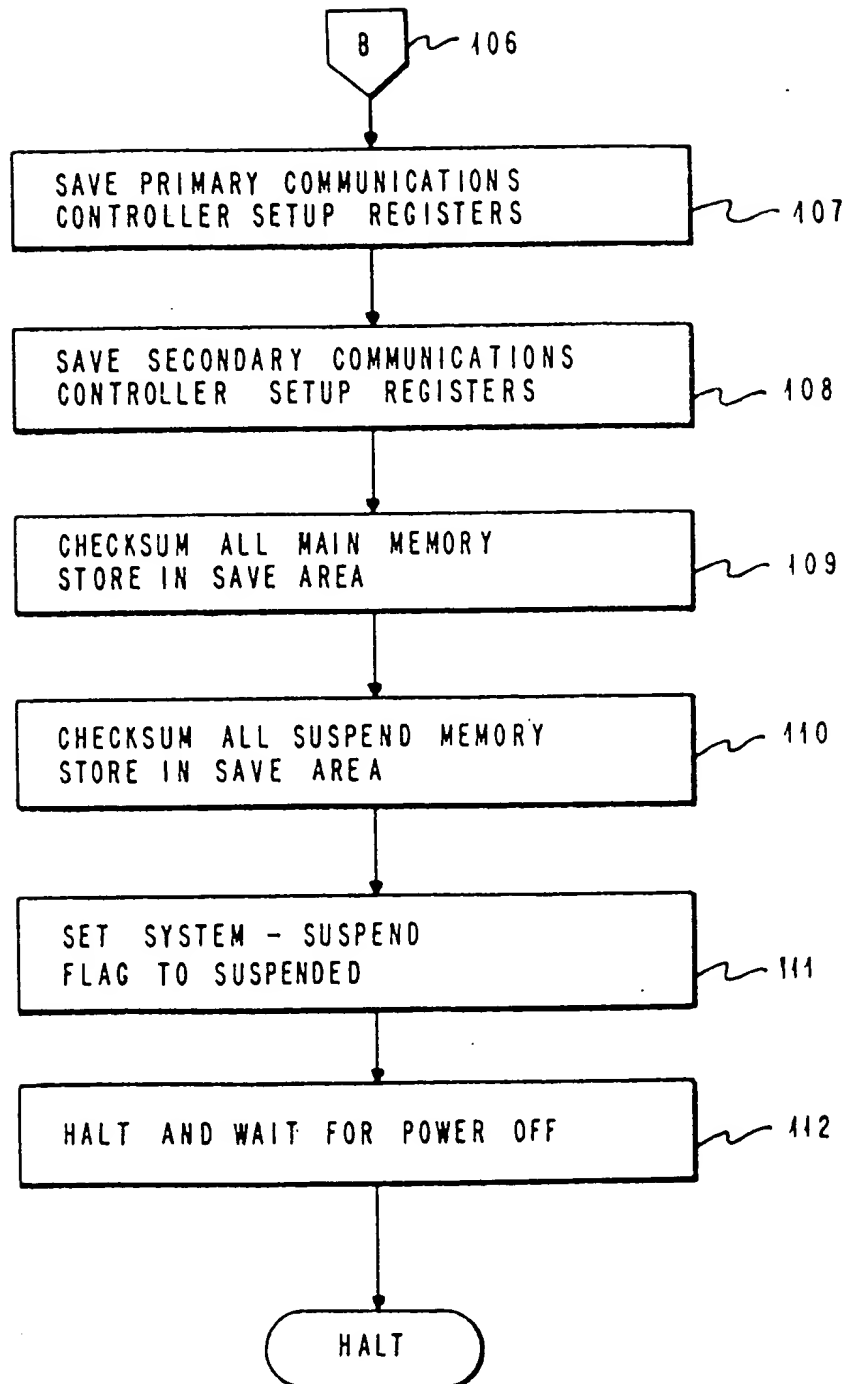 B
106
SAVE PRIMARY COMMUNICATIONS
CONTROLLER SETUP REGISTERS
107
SAVE SECONDARY COMMUNICATIONS
CONTROLLER SETUP REGISTERS
108
CHECKSUM ALL MAIN MEMORY
STORE IN SAVE AREA
109
CHECKSUM ALL SUSPEND MEMORY
STORE IN SAVE AREA
110
SET SYSTEM - SUSPEND
FLAG TO SUSPENDED
111
HALT AND WAIT FOR POWER OFF
112
HALT